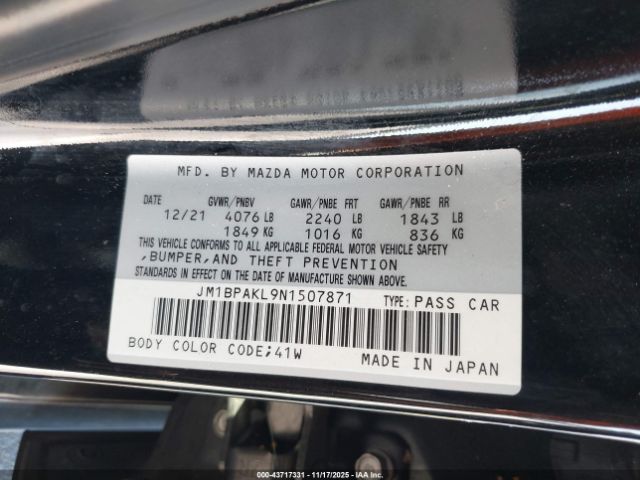 MFD. BY MAZDA MOTOR CORPORATION
DATE GVWR/PNBV GAWR/PNBE FRT GAWR/PNBE RR
12/21 4076 LB 2240 LB 1843 LB
1849 KG 1016 KG 836 KG
THIS VEHICLE CONFORMS TO ALL APPLICABLE FEDERAL MOTOR VEHICLE SAFETY
,BUMPER,AND THEFT PREVENTION
STANDARDS IN EFFECT ON THE DATE OF MANUFACTURE SHOWN ABOVE.
JM1BPAKL9N1507871 TYPE: PASS CAR
BODY COLOR CODE;41W MADE IN JAPAN
000-43717331 - 11/17/2025 - IAA Inc.